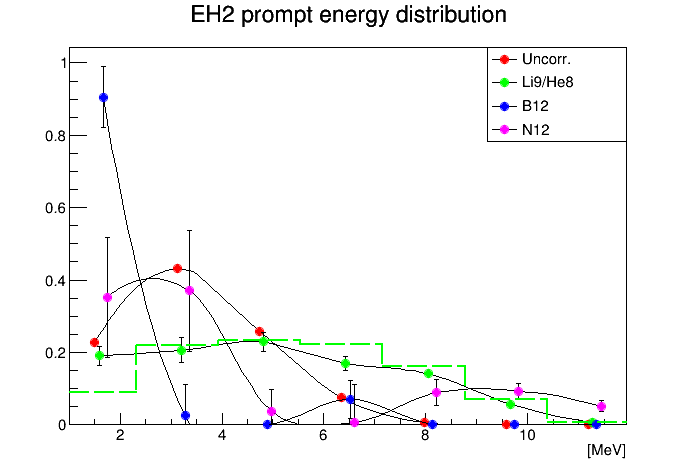 EH2 prompt energy distribution
Uncorr.
Li9/He8
B12
N12
1
0.8
0.6
0.4
0.2
0
2 4 6 8 10
[MeV]